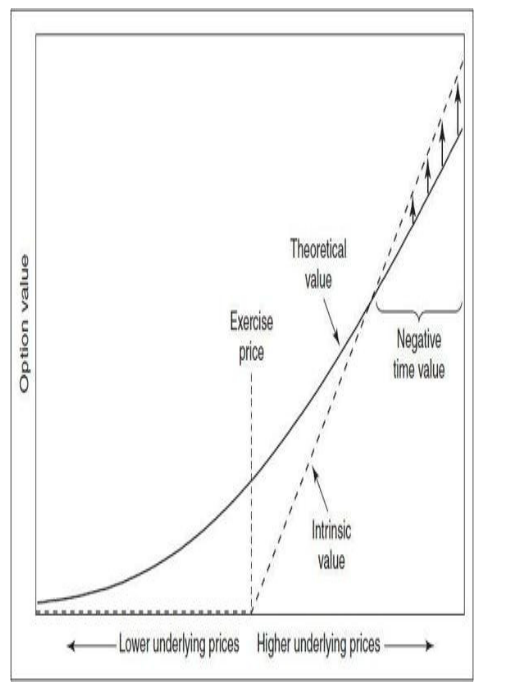 Theoretical
value
Exercise
price
Negative
time value
Option value
Intrinsic
value
Lower underlying prices
Higher underlying prices